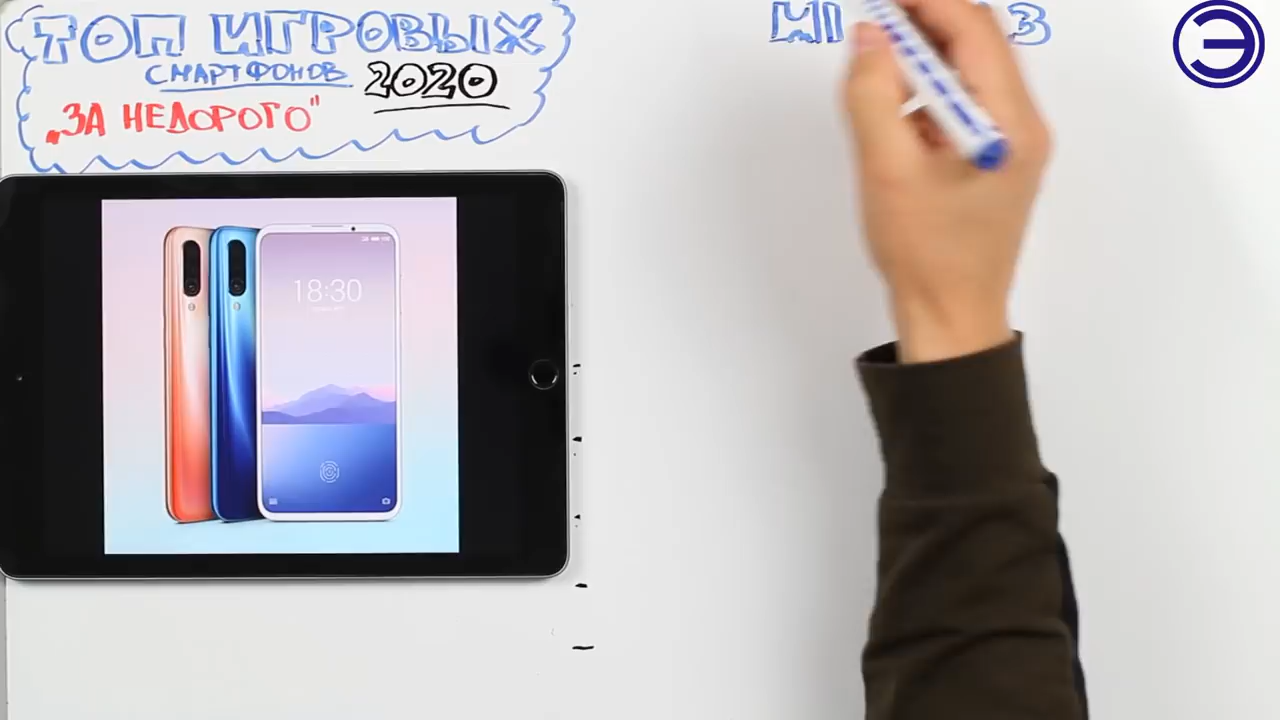 ТОП ИГРОВЫХ
СМАРТФОНОВ 2020
„ЗА НЕДОРОГО"
18:30
Э